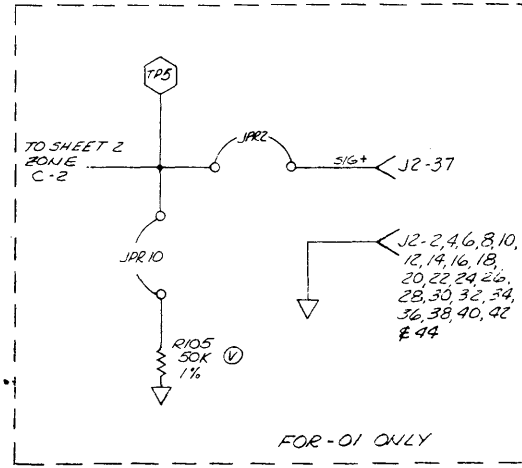 TP5
TO SHEET 2
ZONE
C-2
JPR2
SIG+
J2-37
JPR10
J2-2,4,6,8,10,
12,14,16,18,
20,22,24,26,
28,30,32,34,
36,38,40,42
& 44
R105
50K V
1%
FOR -01 ONLY